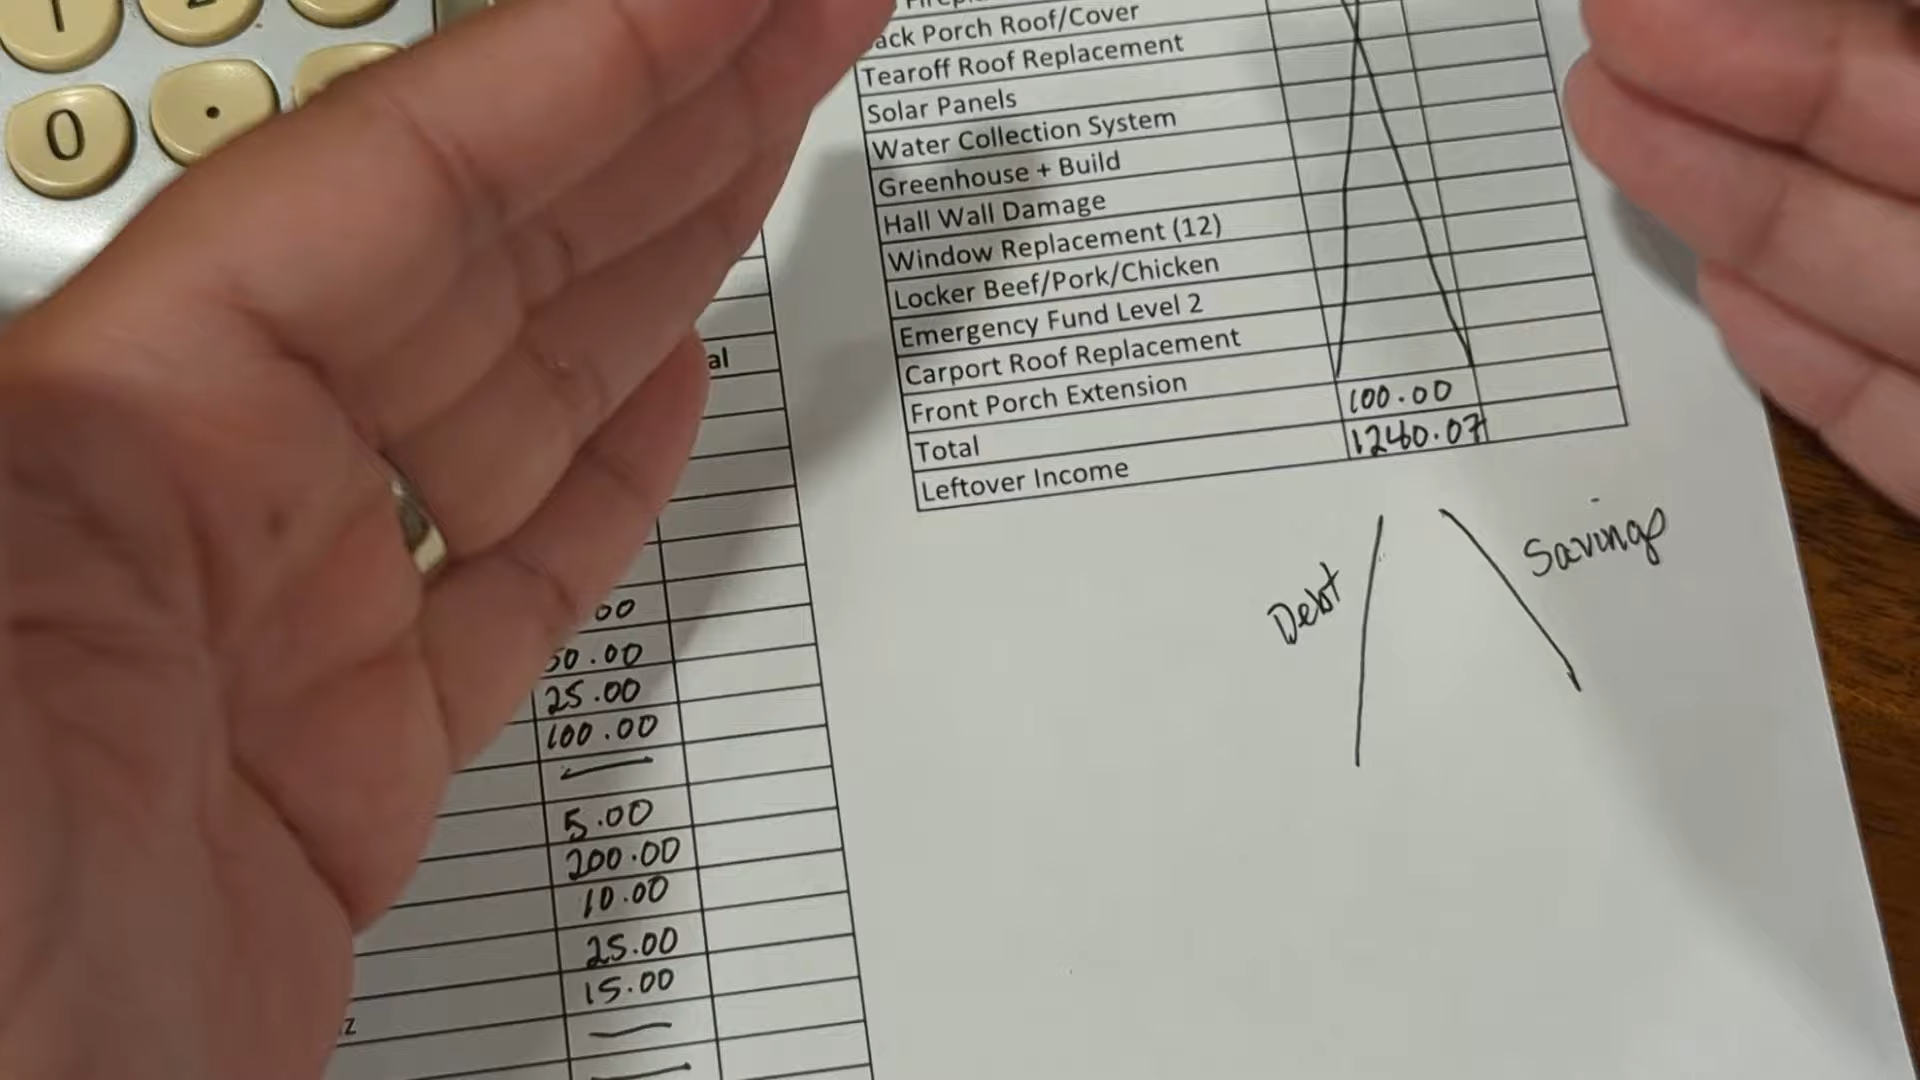 0
.
ack Porch Roof/Cover
Tearoff Roof Replacement
Solar Panels
Water Collection System
Greenhouse + Build
Hall Wall Damage
Window Replacement (12)
Locker Beef/Pork/Chicken
Emergency Fund Level 2
Carport Roof Replacement
Front Porch Extension
Total 100.00
Leftover Income 1260.07
Debt
Savings
al
00
50.00
25.00
100.00
5.00
200.00
10.00
25.00
15.00
z